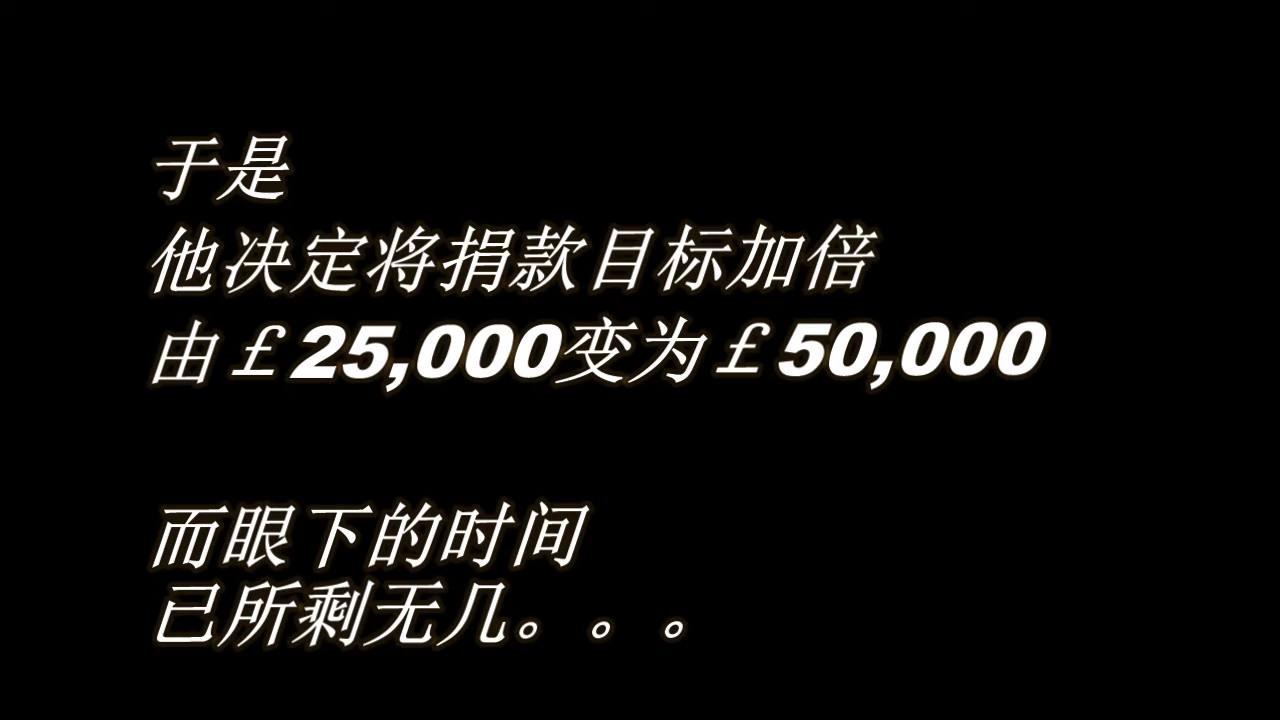 于是
他决定将捐款目标加倍
由￡25,000变为￡50,000
而眼下的时间
已所剩无几。。。